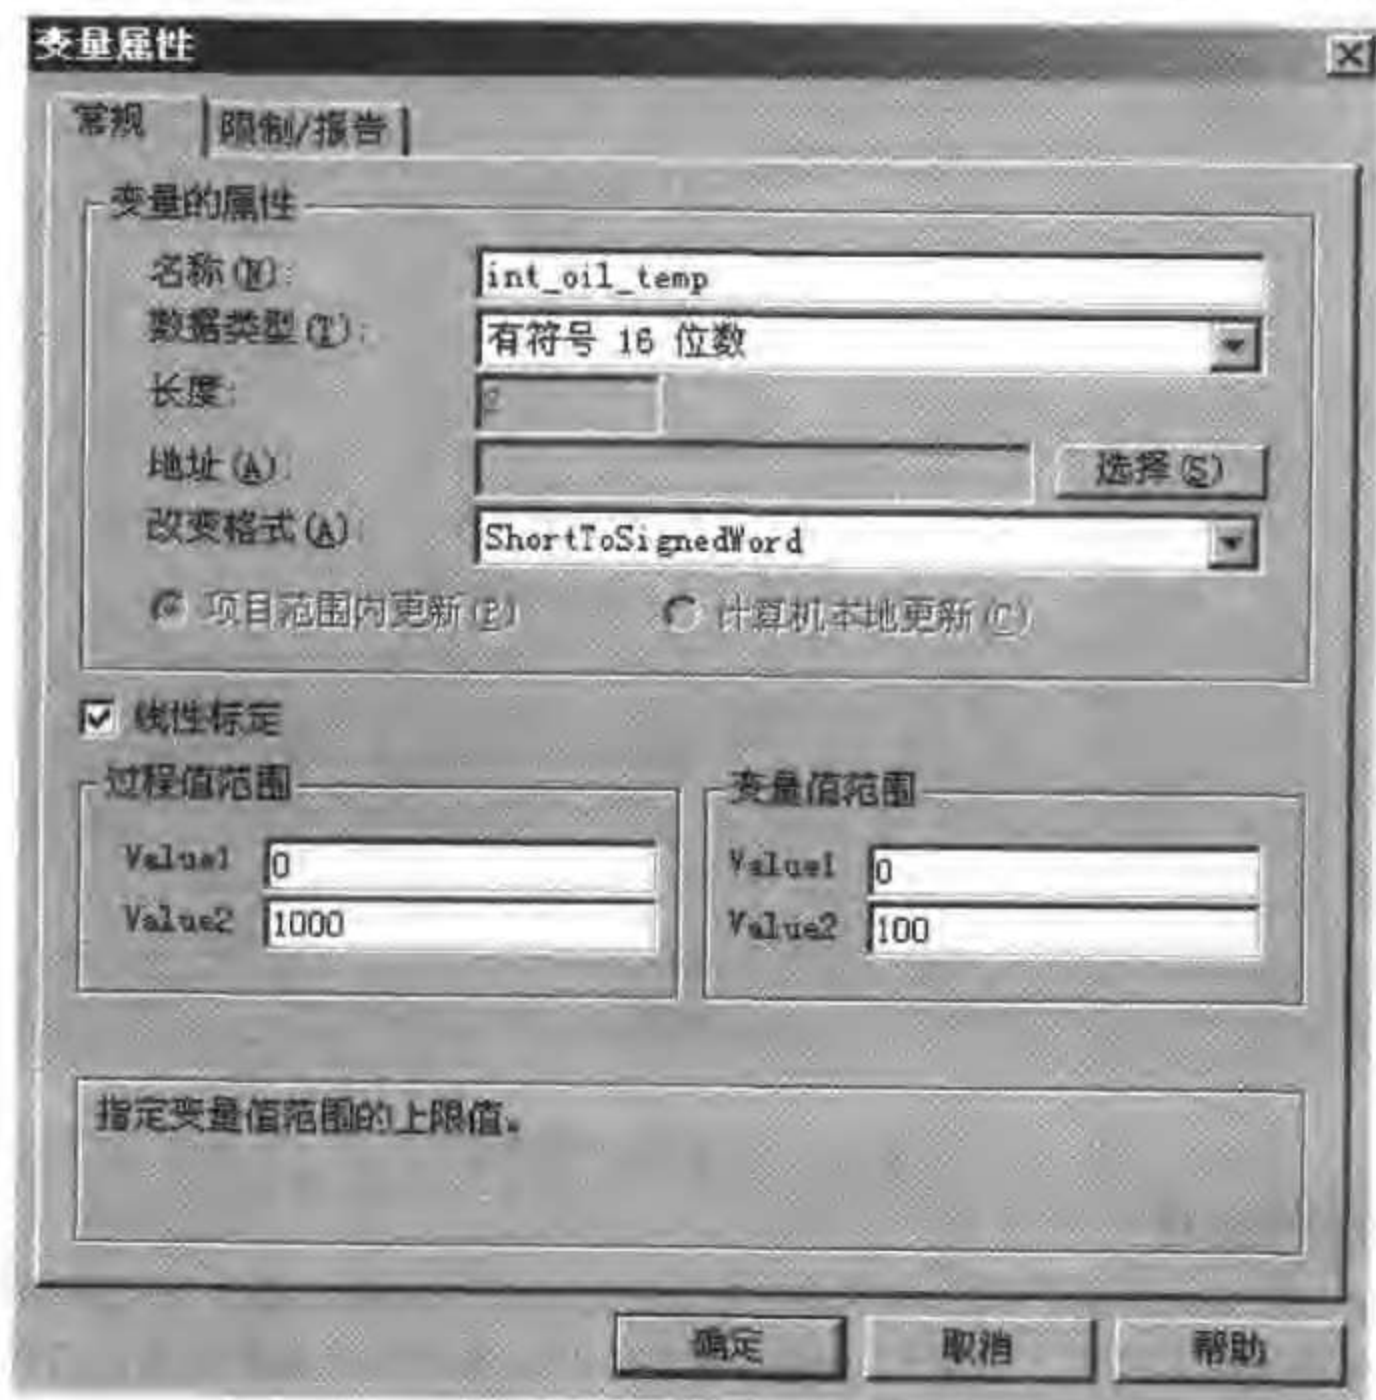 变量属性
常规 限制/报告
变量的属性
名称(N): int_oil_temp
数据类型(T): 有符号 16 位数
长度: 2
地址(A): 选择(S)
改变格式(A): ShortToSignedWord
项目范围内更新(P) 计算机本地更新(C)
线性标定
过程值范围 变量值范围
Value1 0 Value1 0
Value2 1000 Value2 100
指定变量值范围的上限值。
确定 取消 帮助